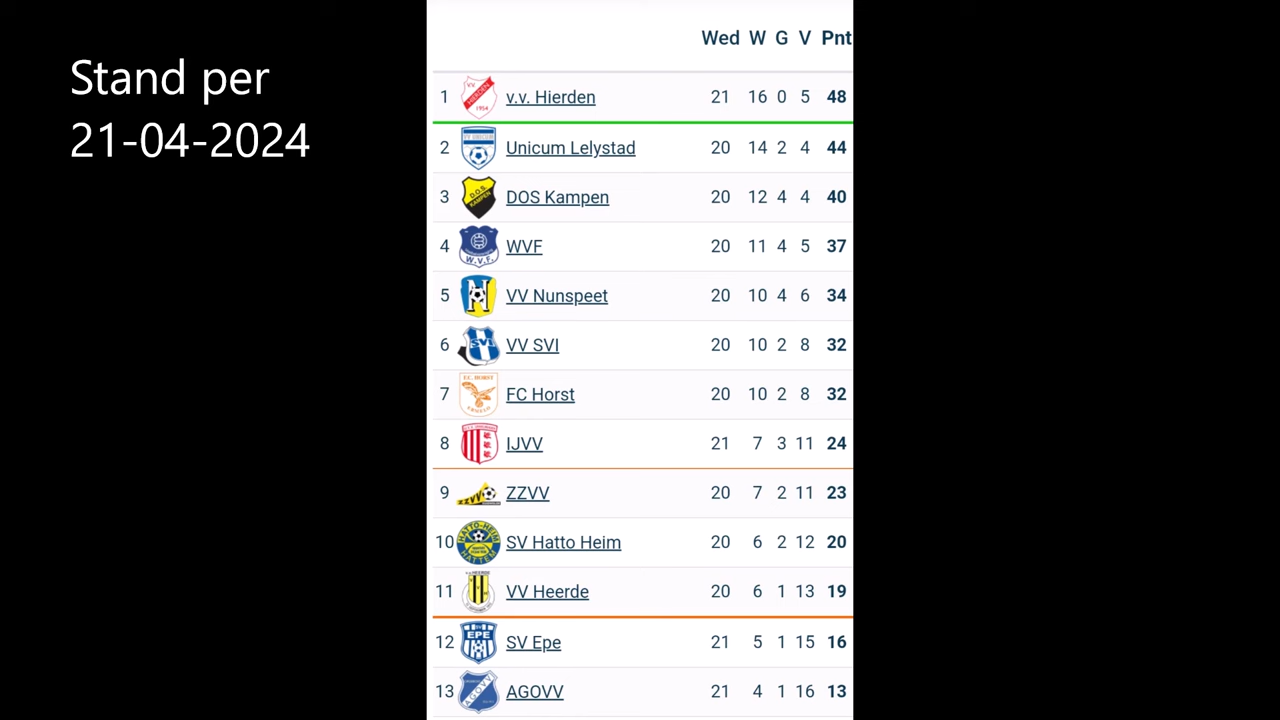 Stand per
21-04-2024
Wed W G V Pnt
1 v.v. Hierden 21 16 0 5 48
2 Unicum Lelystad 20 14 2 4 44
3 DOS Kampen 20 12 4 4 40
4 WVF 20 11 4 5 37
5 VV Nunspeet 20 10 4 6 34
6 VV SVI 20 10 2 8 32
7 FC Horst 20 10 2 8 32
8 IJVV 21 7 3 11 24
9 ZZVV 20 7 2 11 23
10 SV Hatto Heim 20 6 2 12 20
11 VV Heerde 20 6 1 13 19
12 SV Epe 21 5 1 15 16
13 AGOVV 21 4 1 16 13